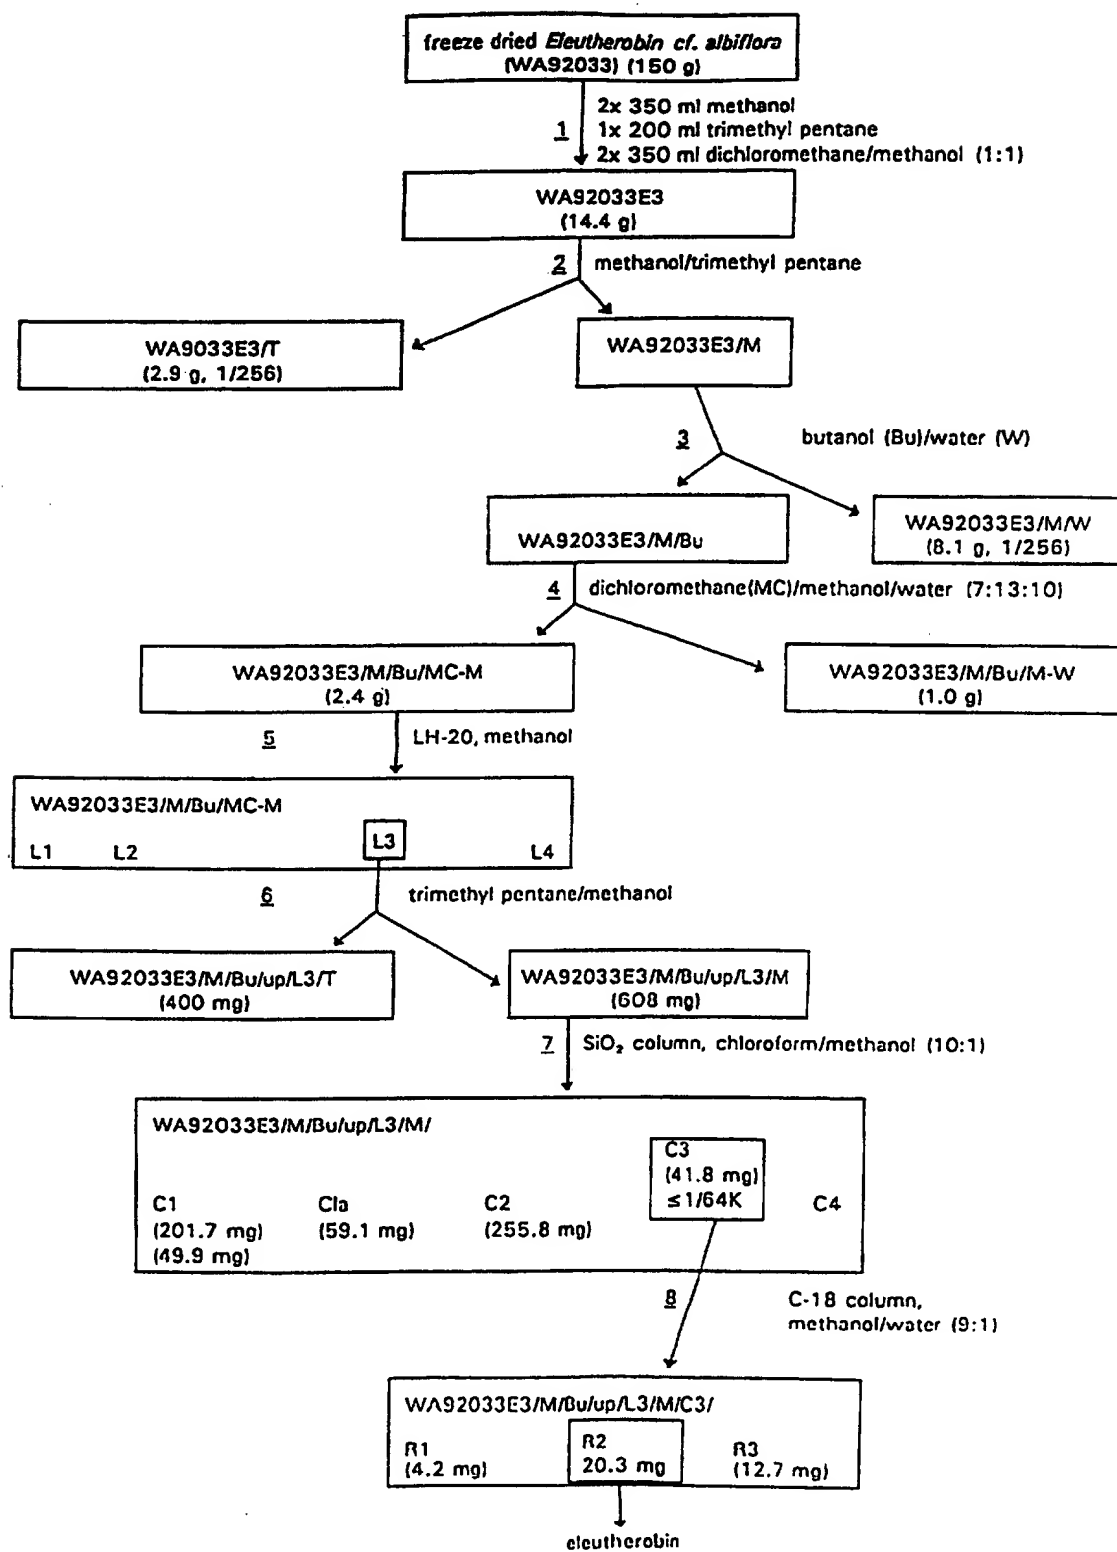 freeze dried Eleutherobin cf. albiflora
(WA92033) (150 g)
1
2x 350 ml methanol
1x 200 ml trimethyl pentane
2x 350 ml dichloromethane/methanol (1:1)
WA92033E3
(14.4 g)
2
methanol/trimethyl pentane
WA9033E3/T
(2.9 g, 1/256)
WA92033E3/M
3
butanol (Bu)/water (W)
WA92033E3/M/Bu
WA92033E3/M/W
(8.1 g, 1/256)
4
dichloromethane(MC)/methanol/water (7:13:10)
WA92033E3/M/Bu/MC-M
(2.4 g)
WA92033E3/M/Bu/M-W
(1.0 g)
5
LH-20, methanol
WA92033E3/M/Bu/MC-M
L1 L2 L3 L4
6
trimethyl pentane/methanol
WA92033E3/M/Bu/up/L3/T
(400 mg)
WA92033E3/M/Bu/up/L3/M
(608 mg)
7
SiO₂ column, chloroform/methanol (10:1)
WA92033E3/M/Bu/up/L3/M/
C1
(201.7 mg)
(49.9 mg)
Cla
(59.1 mg)
C2
(255.8 mg)
C3
(41.8 mg)
≤1/64K
C4
8
C-18 column,
methanol/water (9:1)
WA92033E3/M/Bu/up/L3/M/C3/
R1
(4.2 mg)
R2
20.3 mg
R3
(12.7 mg)
eleutherobin